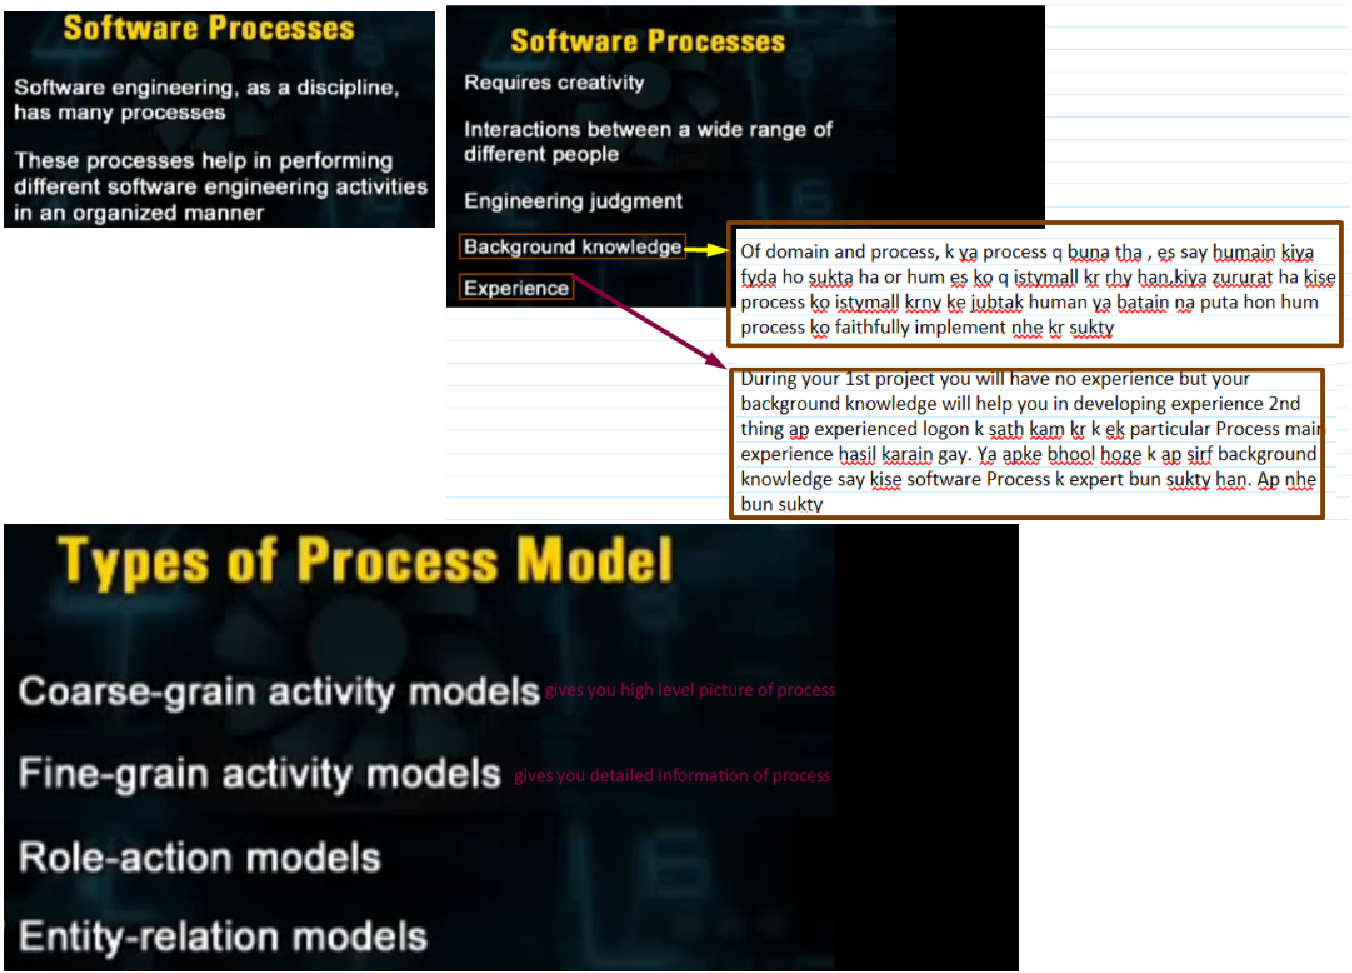 Software Processes
Software engineering, as a discipline,
has many processes
These processes help in performing
different software engineering activities
in an organized manner
Software Processes
Requires creativity
Interactions between a wide range of
different people
Engineering judgment
Background knowledge
Experience
Of domain and process, k ya process q buna tha , es say humain kiya
fyda ho sukta ha or hum es ko q istymall kr rhy han,kiya zururat ha kise
process ko istymall krny ke jubtak human ya batain na puta hon hum
process ko faithfully implement nhe kr sukty
During your 1st project you will have no experience but your
background knowledge will help you in developing experience 2nd
thing ap experienced logon k sath kam kr k ek particular Process main
experience hasil karain gay. Ya apke bhool hoge k ap sirf background
knowledge say kise software Process k expert bun sukty han. Ap nhe
bun sukty
Types of Process Model
Coarse-grain activity models gives you high level picture of process
Fine-grain activity models gives you detailed information of process
Role-action models
Entity-relation models